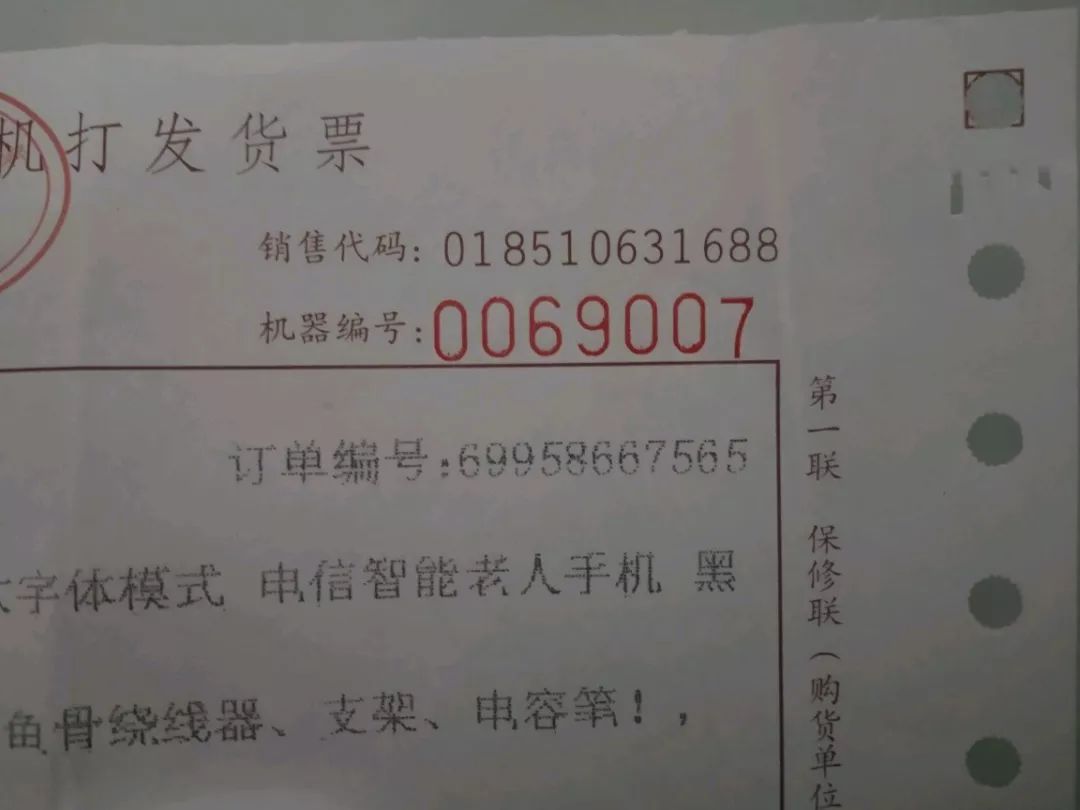 机打发货票
销售代码:018510631688
机器编号:0069007
订单编号:69958667565
大字体模式 电信智能老人手机 黑
鱼骨绕线器、支架、电容笔!,
第一联 保修联(购货单位